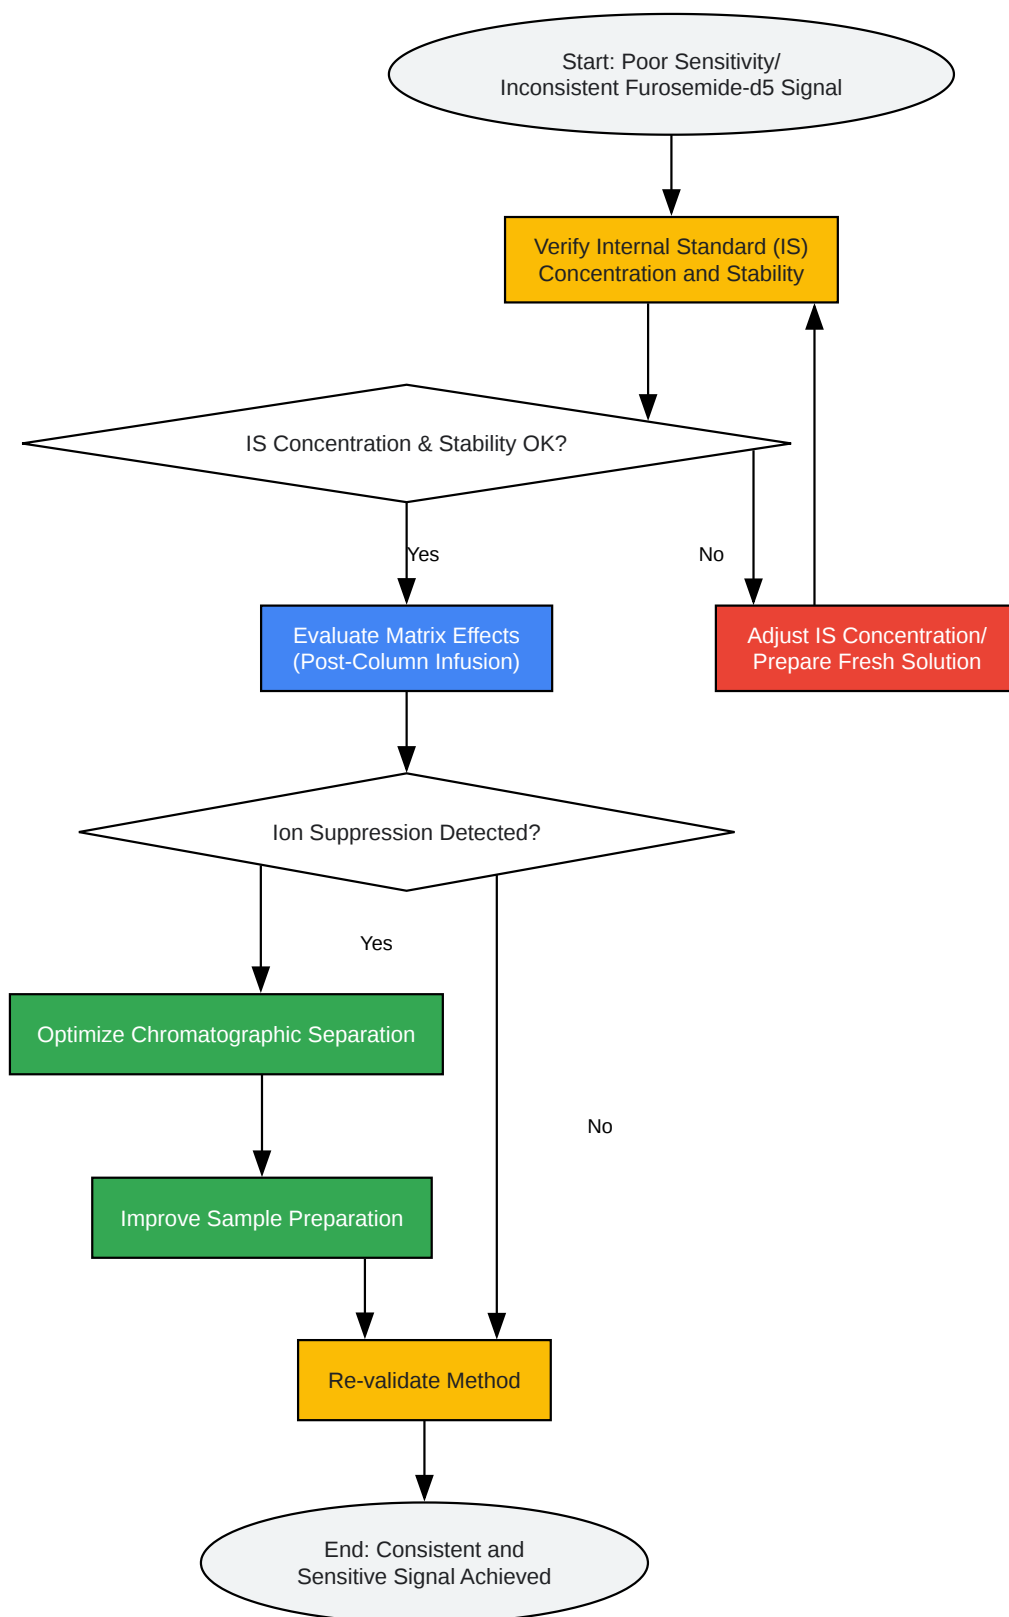 Start: Poor Sensitivity/
Inconsistent Furosemide-d5 Signal
Verify Internal Standard (IS)
Concentration and Stability
IS Concentration & Stability OK?
Yes
No
Evaluate Matrix Effects
(Post-Column Infusion)
Adjust IS Concentration/
Prepare Fresh Solution
Ion Suppression Detected?
Yes
Optimize Chromatographic Separation
No
Improve Sample Preparation
Re-validate Method
End: Consistent and
Sensitive Signal Achieved